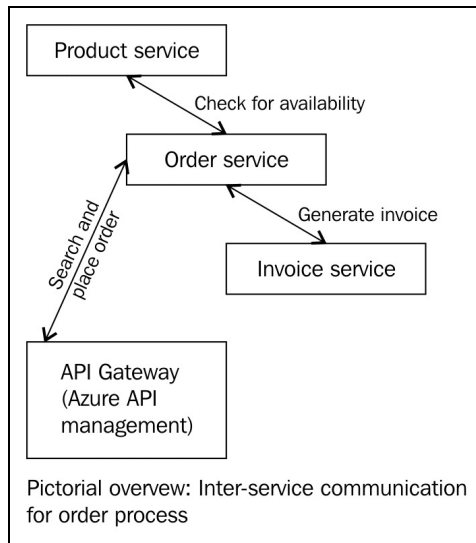 Product service
Check for availability
Order service
Generate invoice
Search and
place order
Invoice service
API Gateway
(Azure API
management)
Pictorial overvew: Inter-service communication
for order process